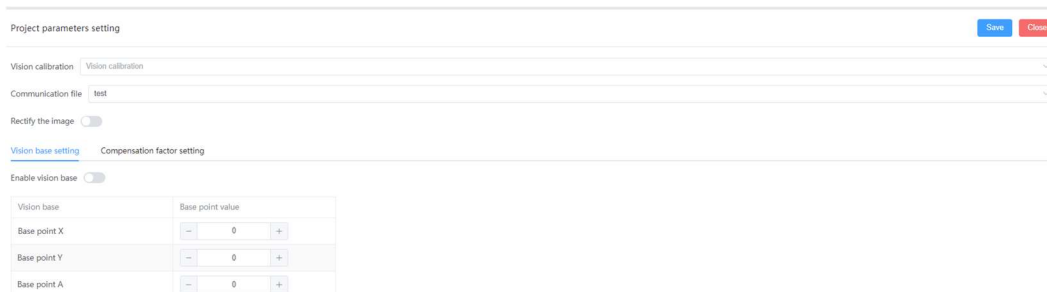 Project parameters setting Save Close
Vision calibration Vision calibration
Communication file test
Rectify the image
Vision base setting Compensation factor setting
Enable vision base
Vision base Base point value
Base point X − 0 +
Base point Y − 0 +
Base point A − 0 +